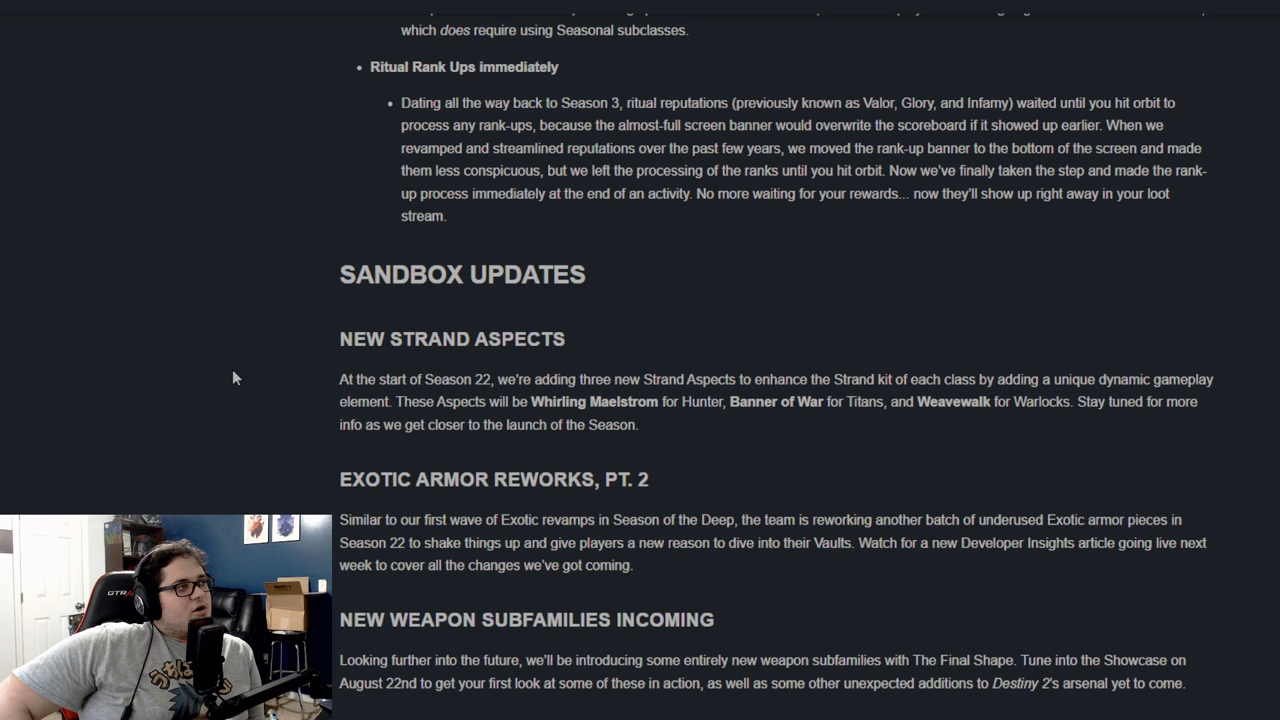 which does require using Seasonal subclasses.
• Ritual Rank Ups immediately
• Dating all the way back to Season 3, ritual reputations (previously known as Valor, Glory, and Infamy) waited until you hit orbit to
process any rank-ups, because the almost-full screen banner would overwrite the scoreboard if it showed up earlier. When we
revamped and streamlined reputations over the past few years, we moved the rank-up banner to the bottom of the screen and made
them less conspicuous, but we left the processing of the ranks until you hit orbit. Now we've finally taken the step and made the rank-
up process immediately at the end of an activity. No more waiting for your rewards... now they'll show up right away in your loot
stream.
SANDBOX UPDATES
NEW STRAND ASPECTS
At the start of Season 22, we're adding three new Strand Aspects to enhance the Strand kit of each class by adding a unique dynamic gameplay
element. These Aspects will be Whirling Maelstrom for Hunter, Banner of War for Titans, and Weavewalk for Warlocks. Stay tuned for more
info as we get closer to the launch of the Season.
EXOTIC ARMOR REWORKS, PT. 2
Similar to our first wave of Exotic revamps in Season of the Deep, the team is reworking another batch of underused Exotic armor pieces in
Season 22 to shake things up and give players a new reason to dive into their Vaults. Watch for a new Developer Insights article going live next
week to cover all the changes we've got coming.
NEW WEAPON SUBFAMILIES INCOMING
Looking further into the future, we'll be introducing some entirely new weapon subfamilies with The Final Shape. Tune into the Showcase on
August 22nd to get your first look at some of these in action, as well as some other unexpected additions to Destiny 2's arsenal yet to come.